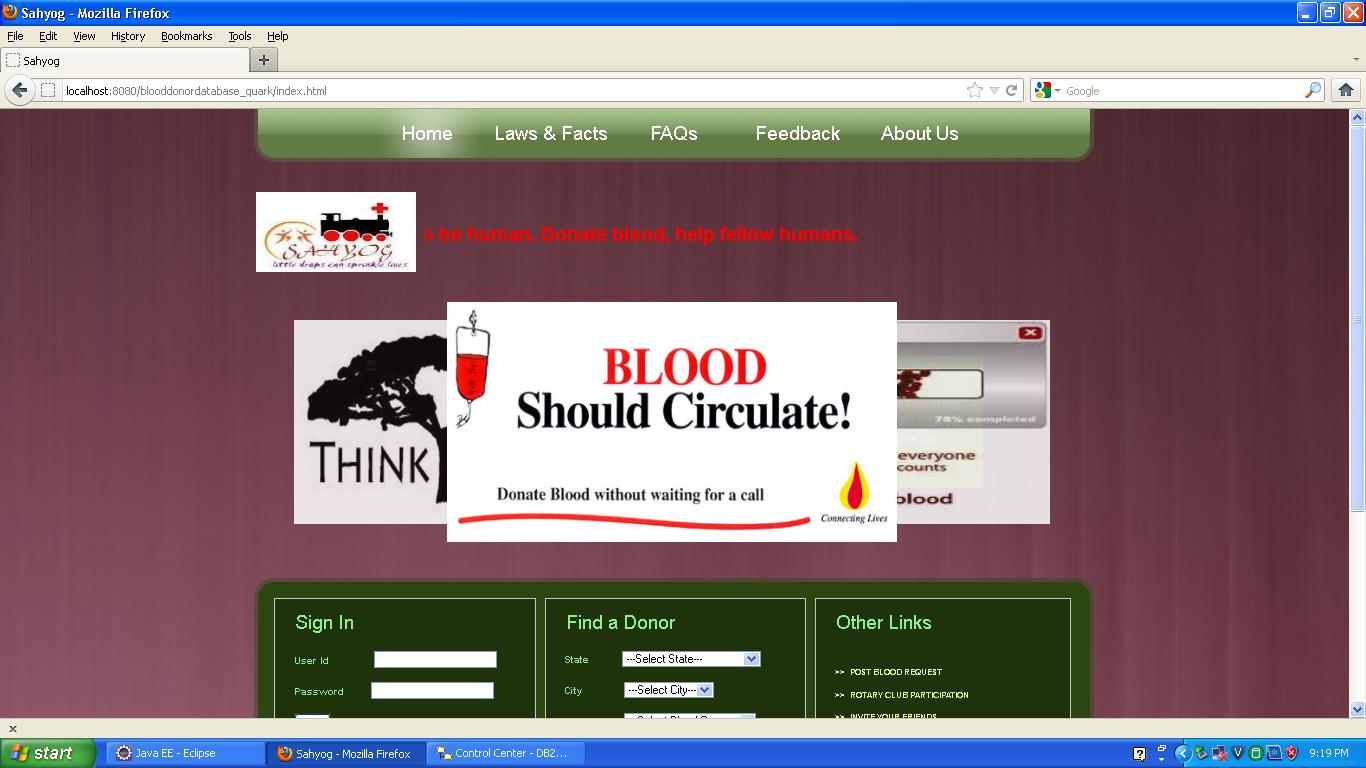 Sahyog - Mozilla Firefox
File Edit View History Bookmarks Tools Help
Sahyog
localhost:8080/blooddonordatabase_quark/index.html
Google
Home Laws & Facts FAQs Feedback About Us
SAHYOG
little drops can sprinkle lives
o be human. Donate blood, help fellow humans.
THINK
BLOOD
Should Circulate!
Donate Blood without waiting for a call
Connecting Lives
78% completed
everyone
counts
blood
Sign In
User Id
Password
Find a Donor
State ---Select State---
City ---Select City---
Other Links
>> POST BLOOD REQUEST
>> ROTARY CLUB PARTICIPATION
>> INVITE YOUR FRIENDS
start Java EE - Eclipse Sahyog - Mozilla Firefox Control Center - DB2... 9:19 PM